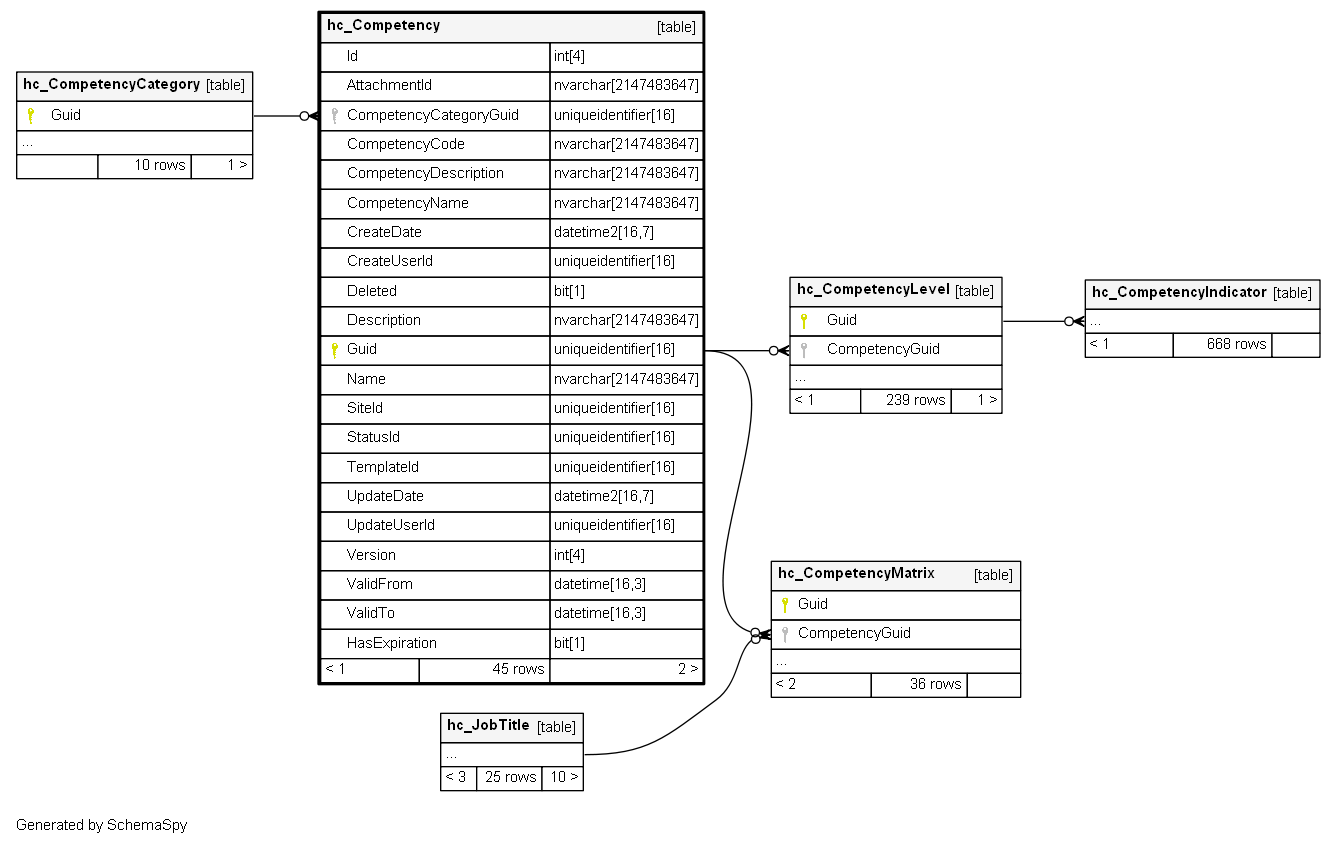 hc_CompetencyCategory [table]
Guid
...
10 rows 1 >
hc_Competency [table]
Id int[4]
AttachmentId nvarchar[2147483647]
CompetencyCategoryGuid uniqueidentifier[16]
CompetencyCode nvarchar[2147483647]
CompetencyDescription nvarchar[2147483647]
CompetencyName nvarchar[2147483647]
CreateDate datetime2[16,7]
CreateUserId uniqueidentifier[16]
Deleted bit[1]
Description nvarchar[2147483647]
Guid uniqueidentifier[16]
Name nvarchar[2147483647]
SiteId uniqueidentifier[16]
StatusId uniqueidentifier[16]
TemplateId uniqueidentifier[16]
UpdateDate datetime2[16,7]
UpdateUserId uniqueidentifier[16]
Version int[4]
ValidFrom datetime[16,3]
ValidTo datetime[16,3]
HasExpiration bit[1]
< 1 45 rows 2 >
hc_CompetencyLevel [table]
Guid
CompetencyGuid
...
< 1 239 rows 1 >
hc_CompetencyIndicator [table]
...
< 1 668 rows
hc_CompetencyMatrix [table]
Guid
CompetencyGuid
...
< 2 36 rows
hc_JobTitle [table]
...
< 3 25 rows 10 >
Generated by SchemaSpy